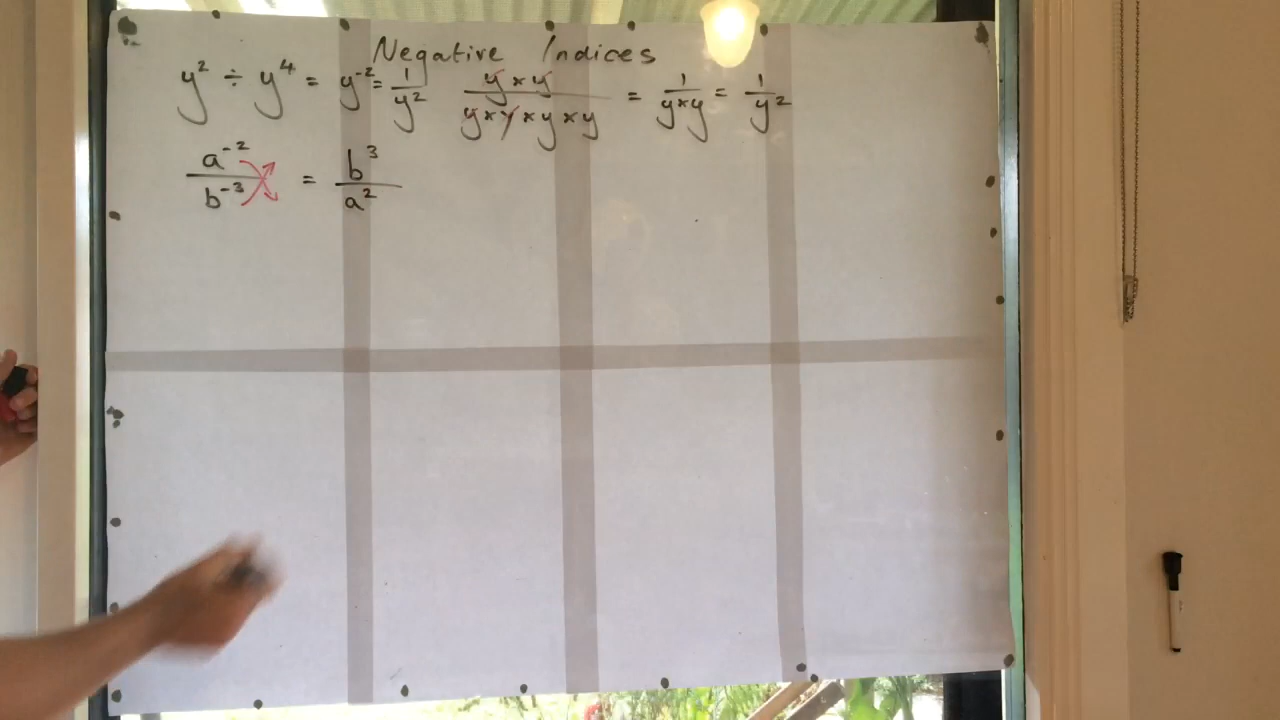 Negative Indices
y² ÷ y⁴ = y⁻² = 1/y² (y × y)/(y × y × y × y) = 1/(y × y) = 1/y²
a⁻²/b⁻³ = b³/a²